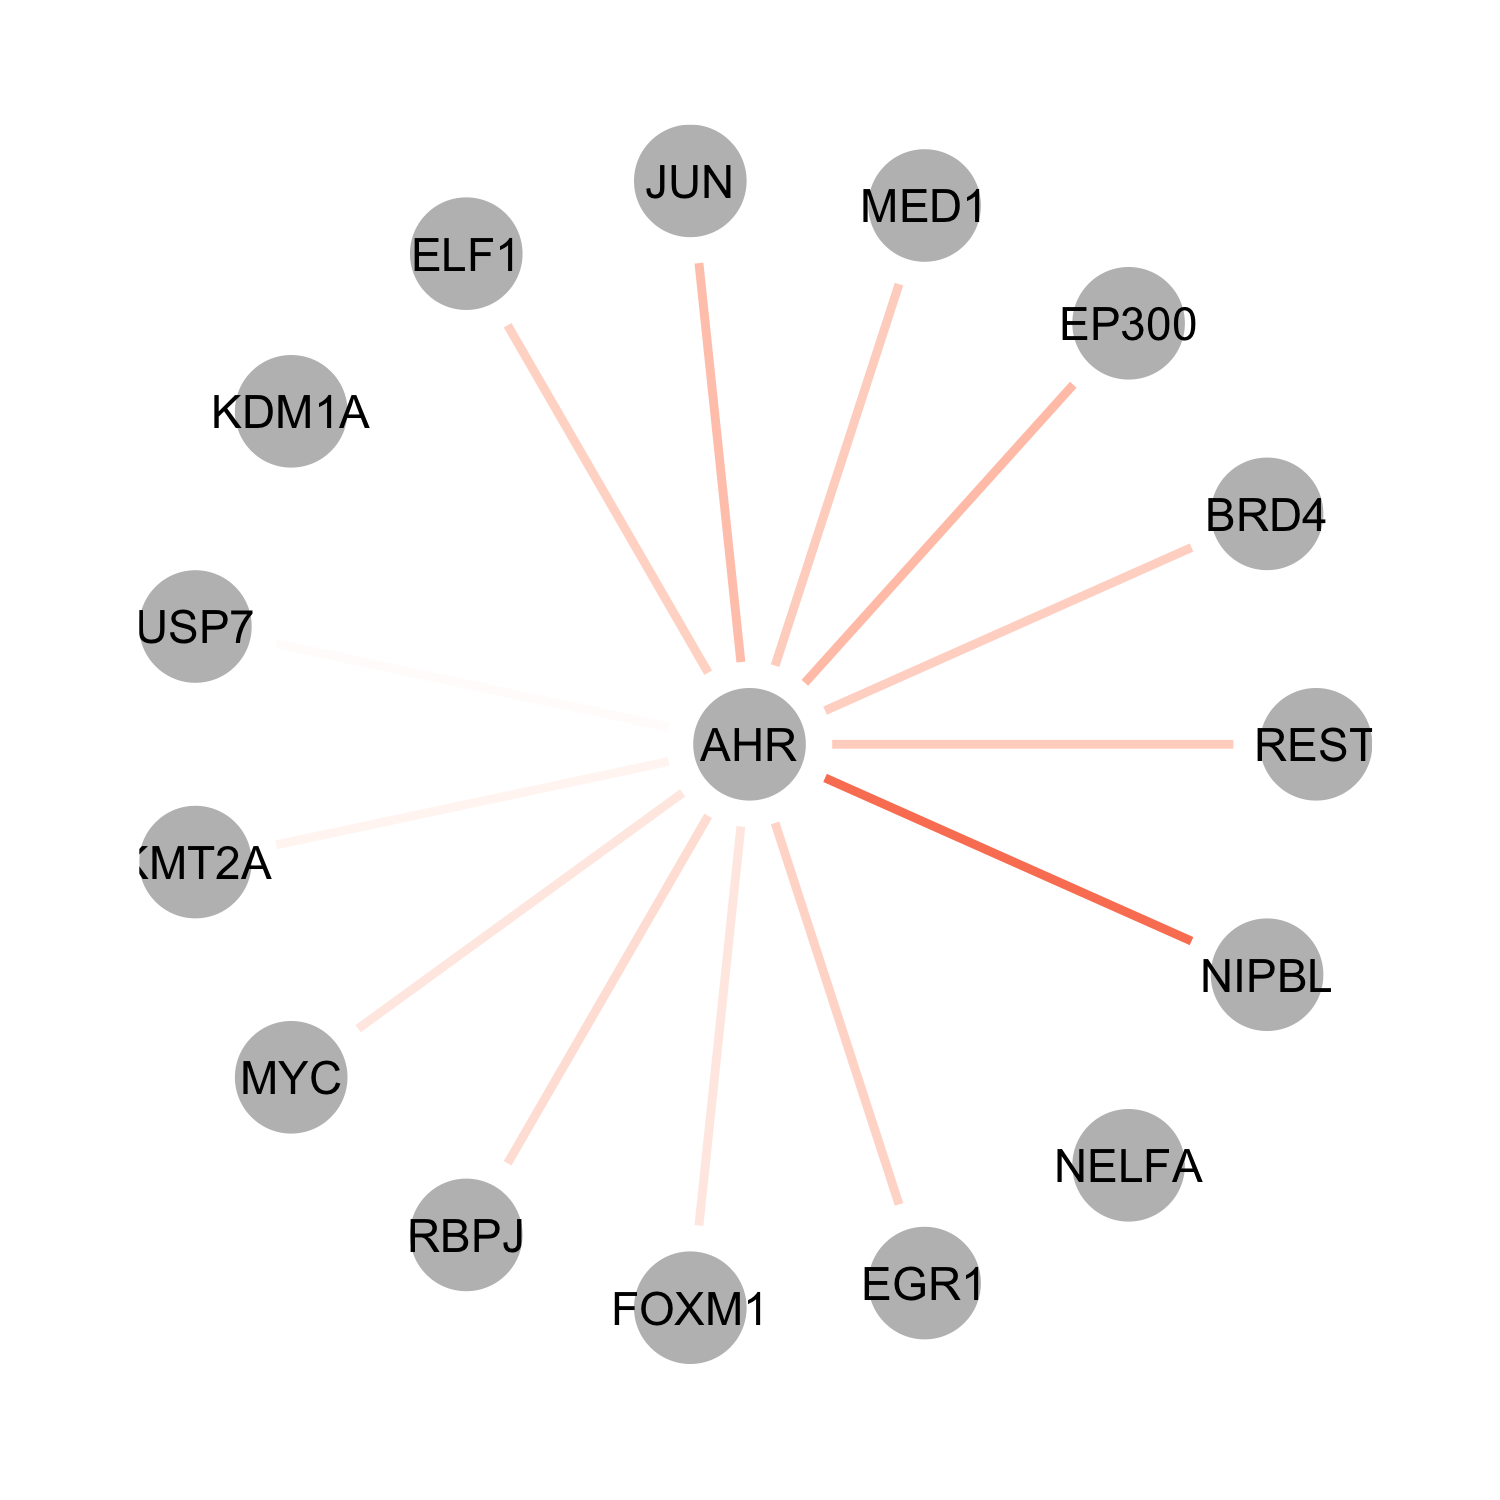 JUN
MED1
ELF1
EP300
KDM1A
BRD4
USP7
AHR
REST
KMT2A
NIPBL
MYC
NELFA
RBPJ
EGR1
FOXM1